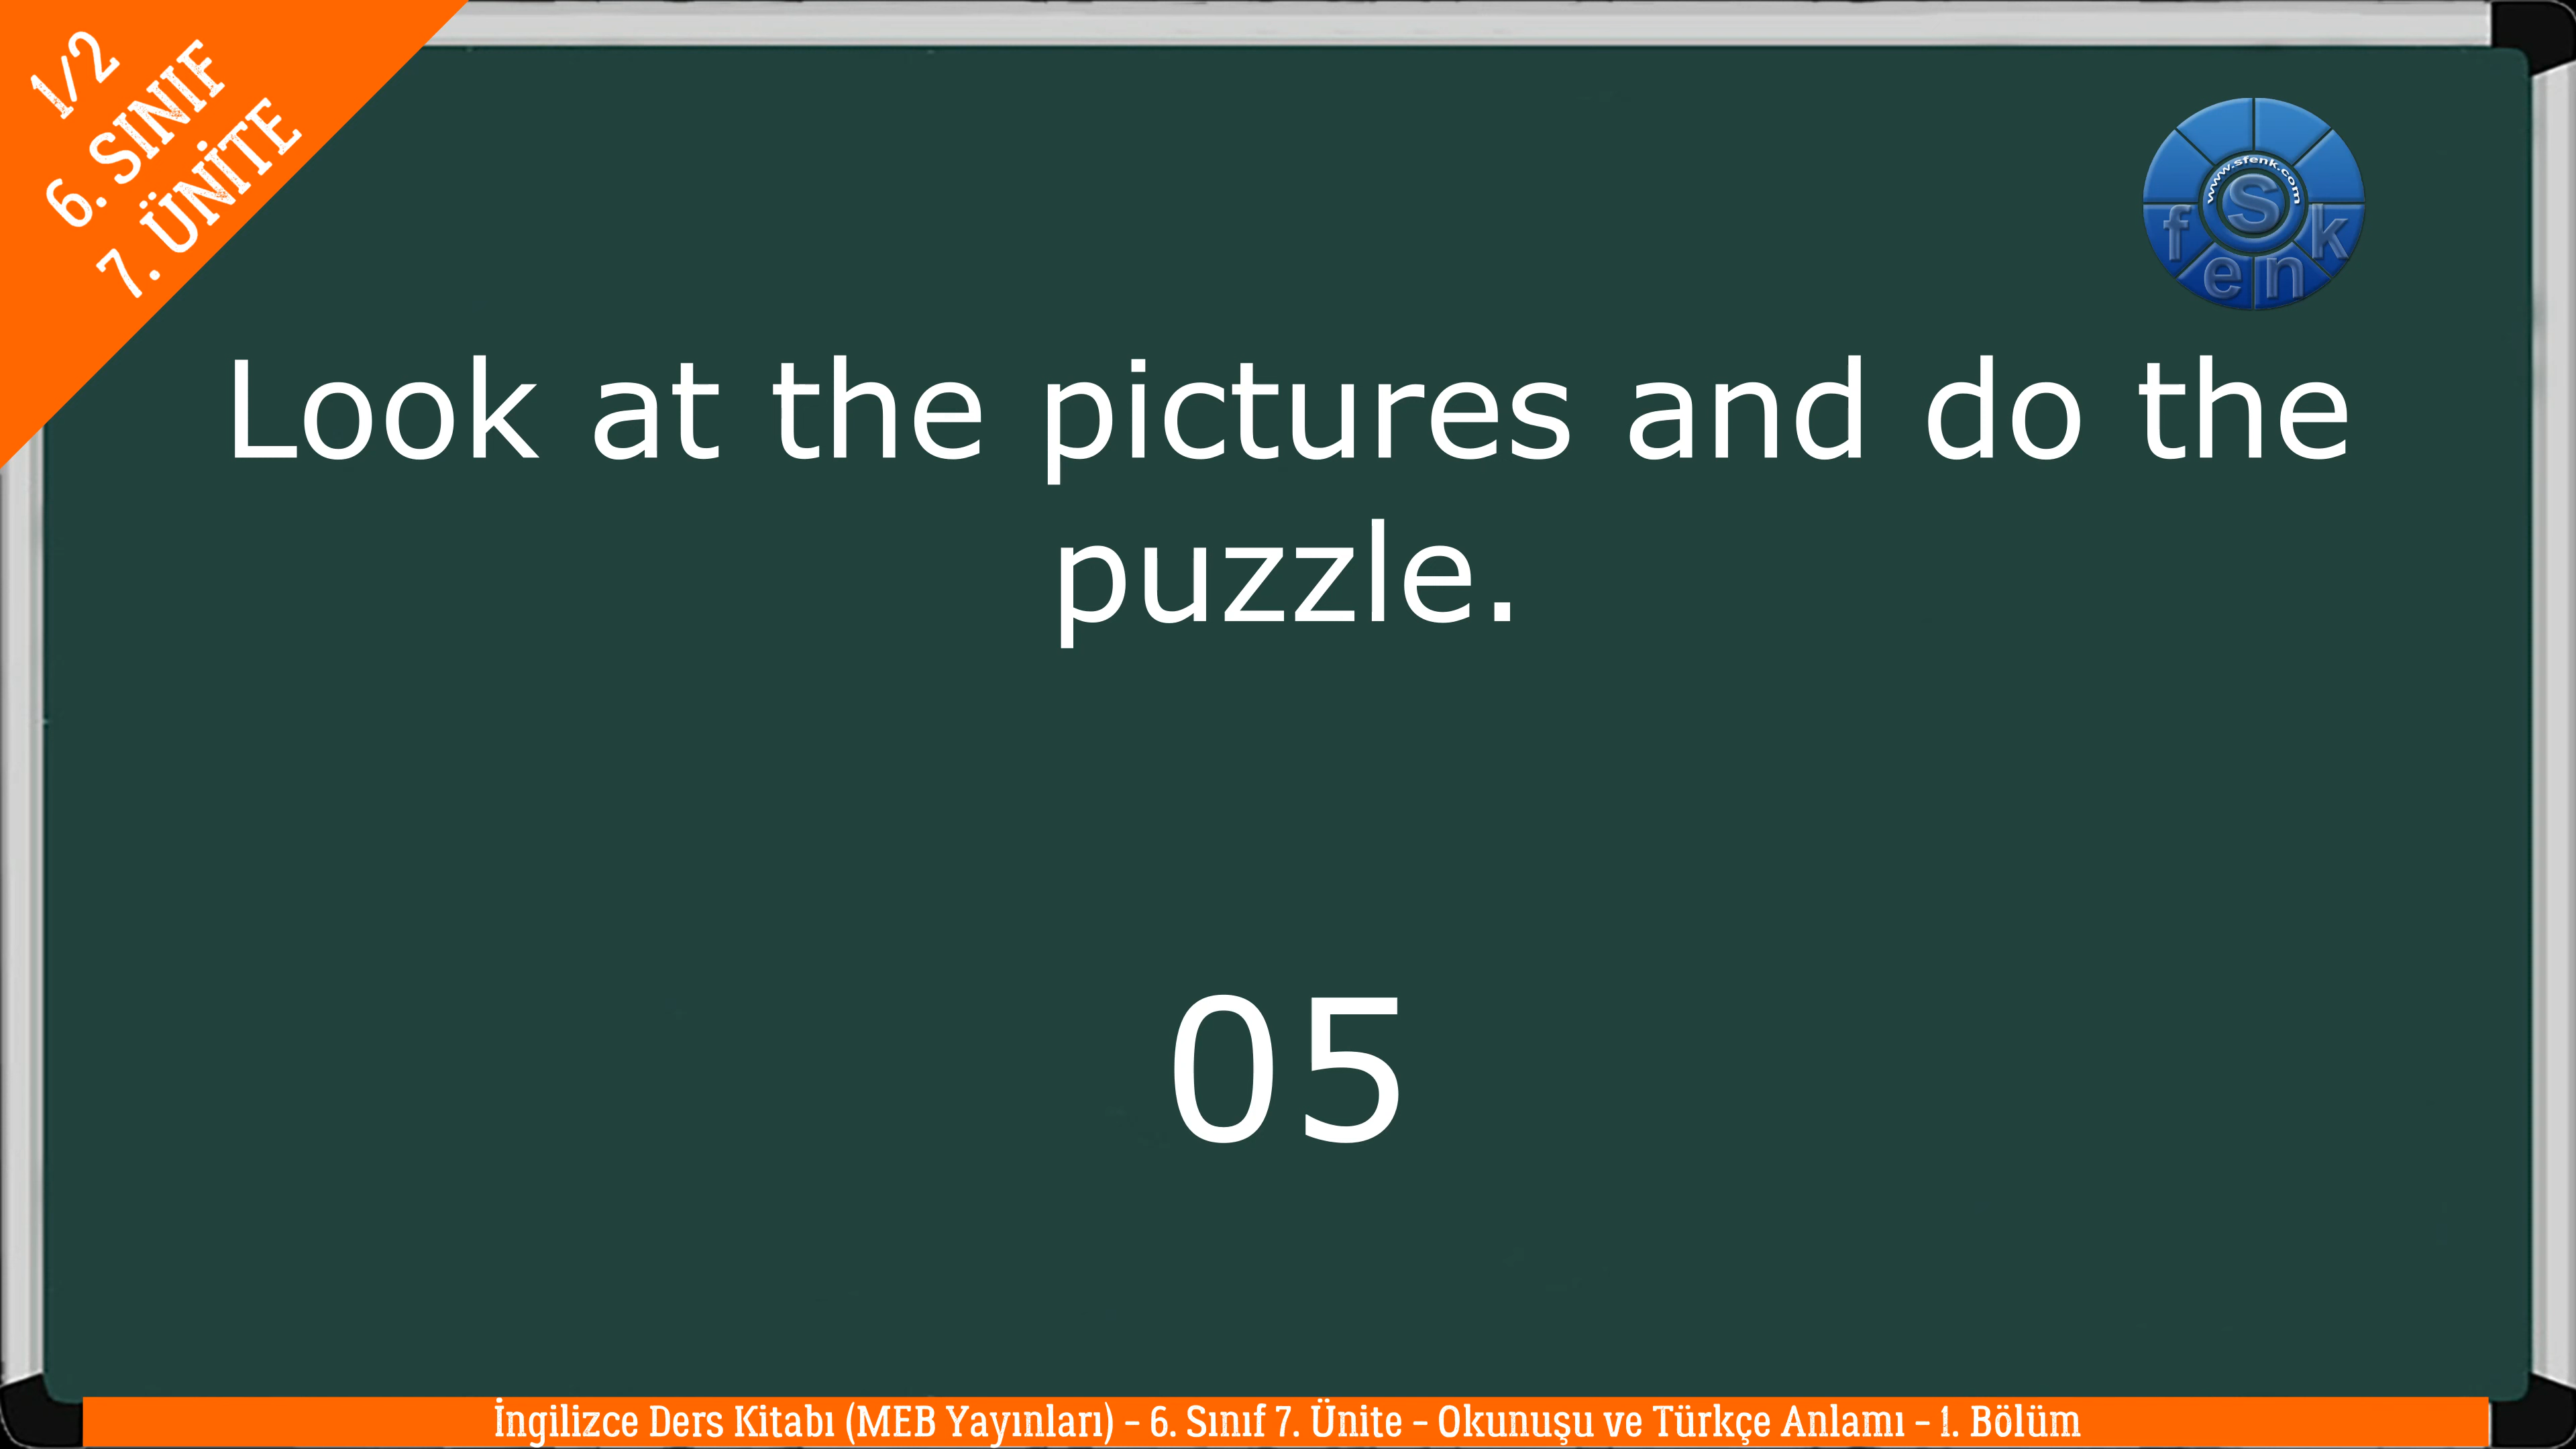 1/2
6. SINIF
7. ÜNİTE
www.sfenk.com
S
f e n k
Look at the pictures and do the
puzzle.
05
İngilizce Ders Kitabı (MEB Yayınları) – 6. Sınıf 7. Ünite – Okunuşu ve Türkçe Anlamı – 1. Bölüm